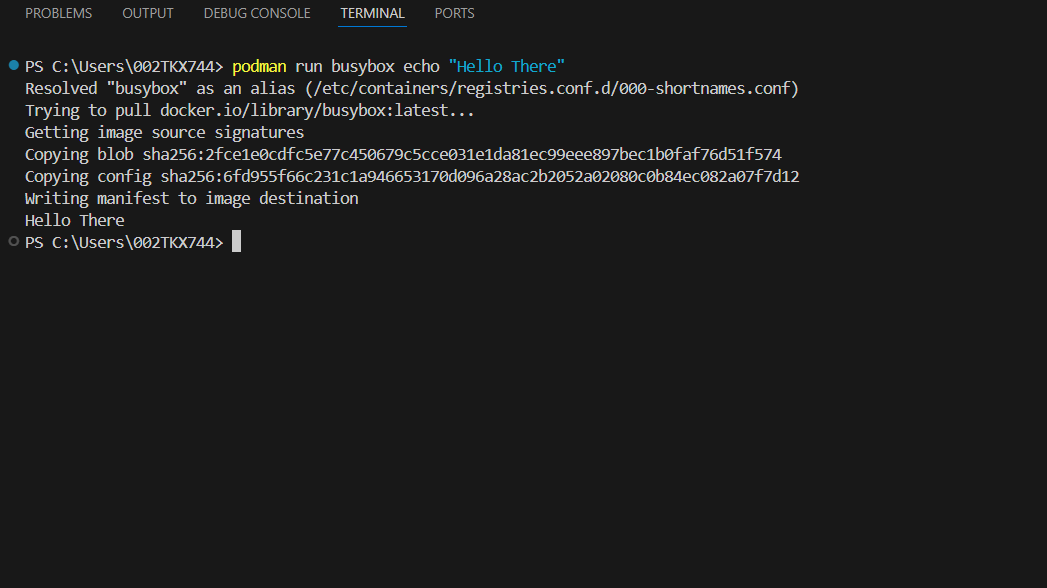 PROBLEMS OUTPUT DEBUG CONSOLE TERMINAL PORTS
PS C:\Users\002TKX744> podman run busybox echo "Hello There"
Resolved "busybox" as an alias (/etc/containers/registries.conf.d/000-shortnames.conf)
Trying to pull docker.io/library/busybox:latest...
Getting image source signatures
Copying blob sha256:2fce1e0cdfc5e77c450679c5cce031e1da81ec99eee897bec1b0faf76d51f574
Copying config sha256:6fd955f66c231c1a946653170d096a28ac2b2052a02080c0b84ec082a07f7d12
Writing manifest to image destination
Hello There
PS C:\Users\002TKX744>